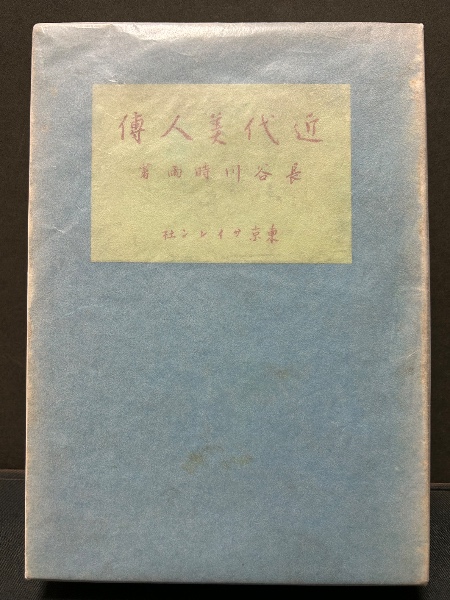 近代美人傳
長谷川時雨著
東京サイレン社